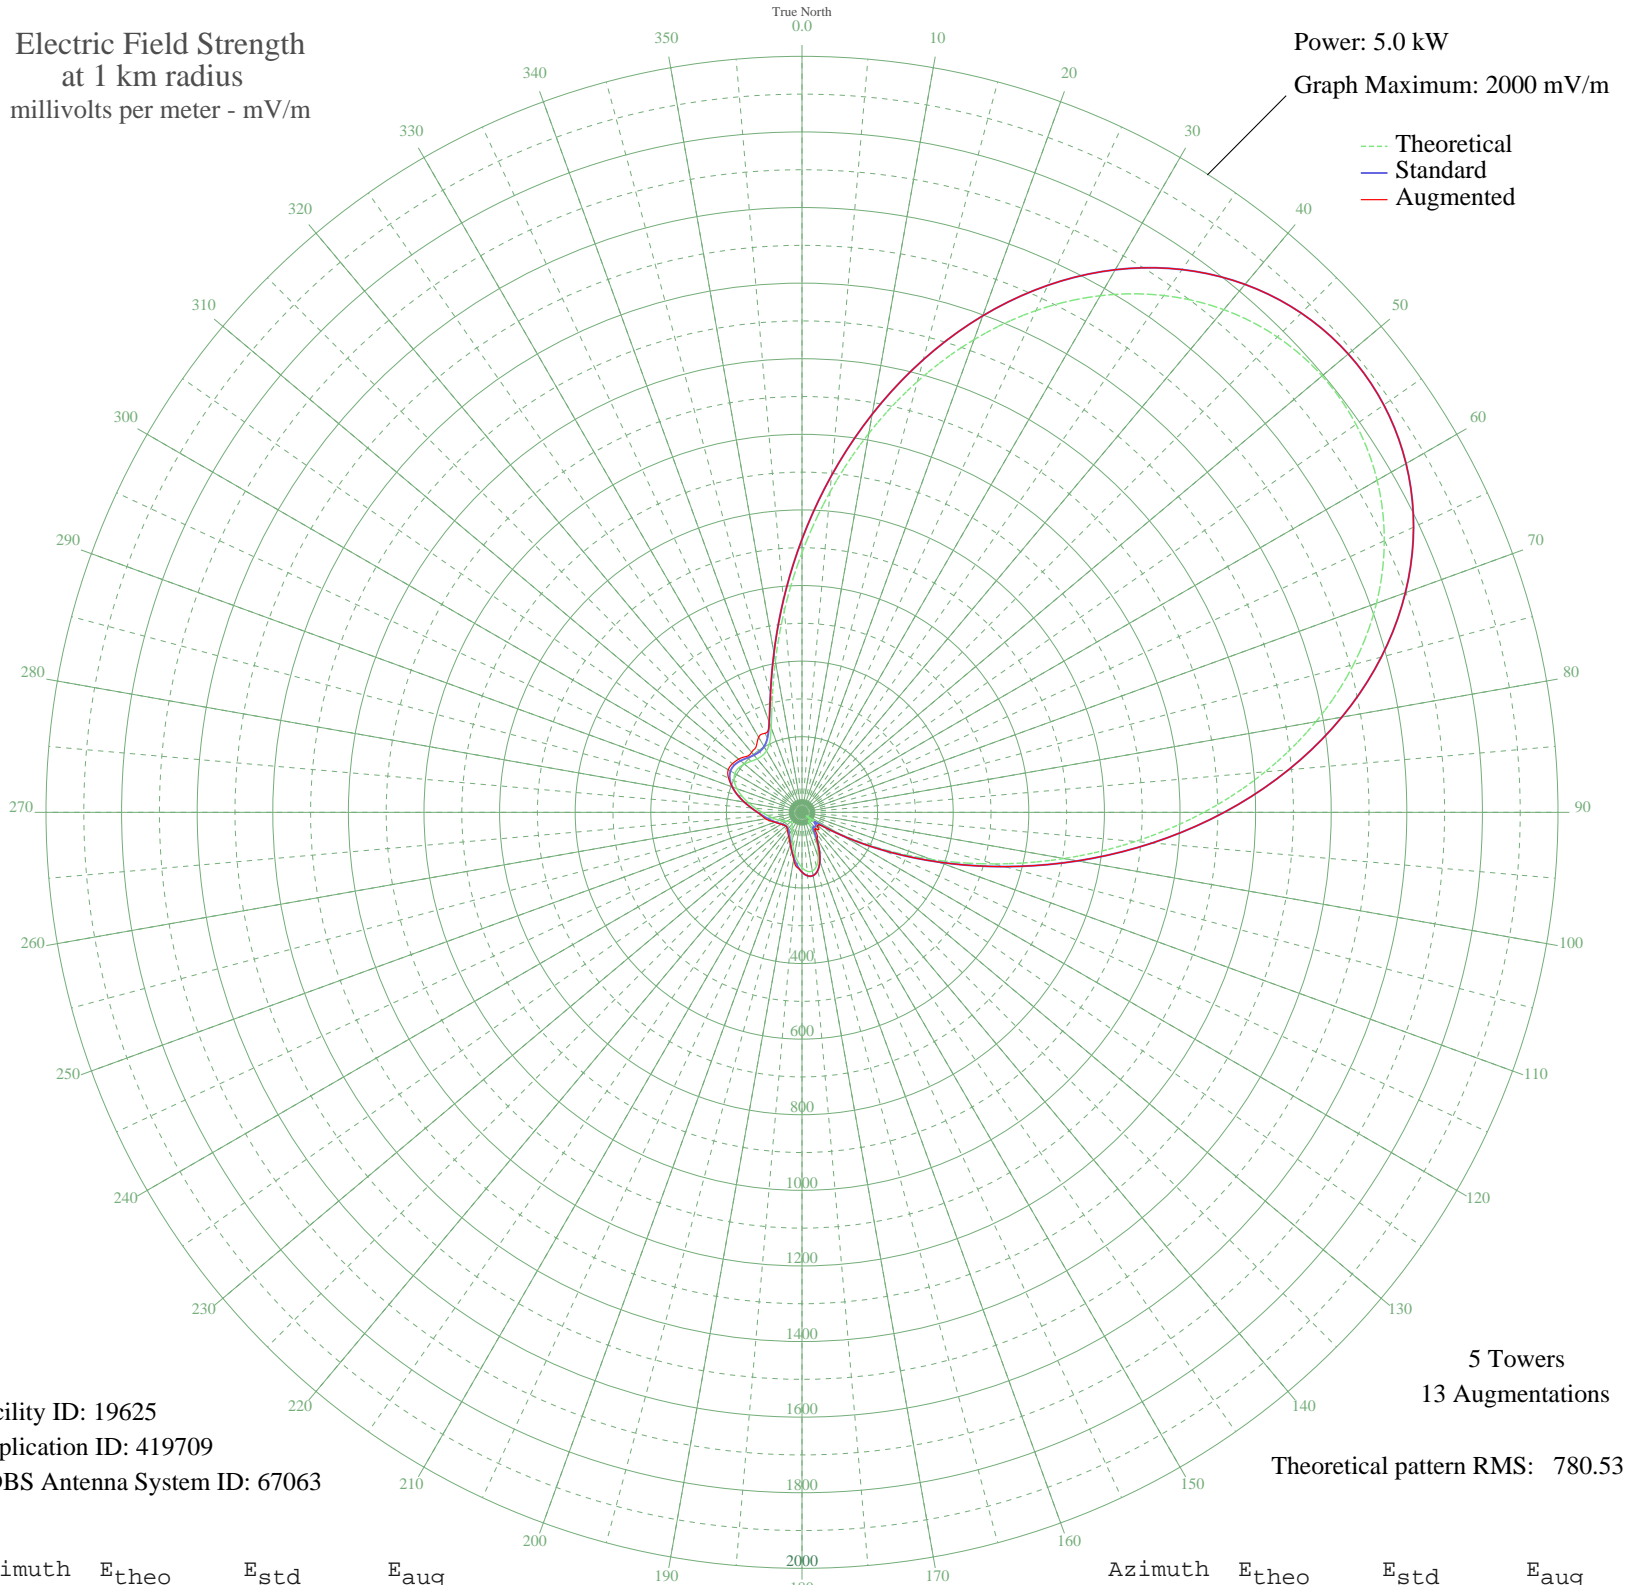 True North
Electric Field Strength
at 1 km radius
millivolts per meter - mV/m
Power: 5.0 kW
Graph Maximum: 2000 mV/m
Theoretical
Standard
Augmented
0.0
10
20
30
40
50
60
70
80
90
100
110
120
130
140
150
160
170
190
200
210
220
230
240
250
260
270
280
290
300
310
320
330
340
350
400
600
800
1000
1200
1400
1600
1800
2000
5 Towers
13 Augmentations
Theoretical pattern RMS: 780.53
cility ID: 19625
plication ID: 419709
DBS Antenna System ID: 67063
imuth Etheo Estd Eaug
Azimuth Etheo Estd Eaug